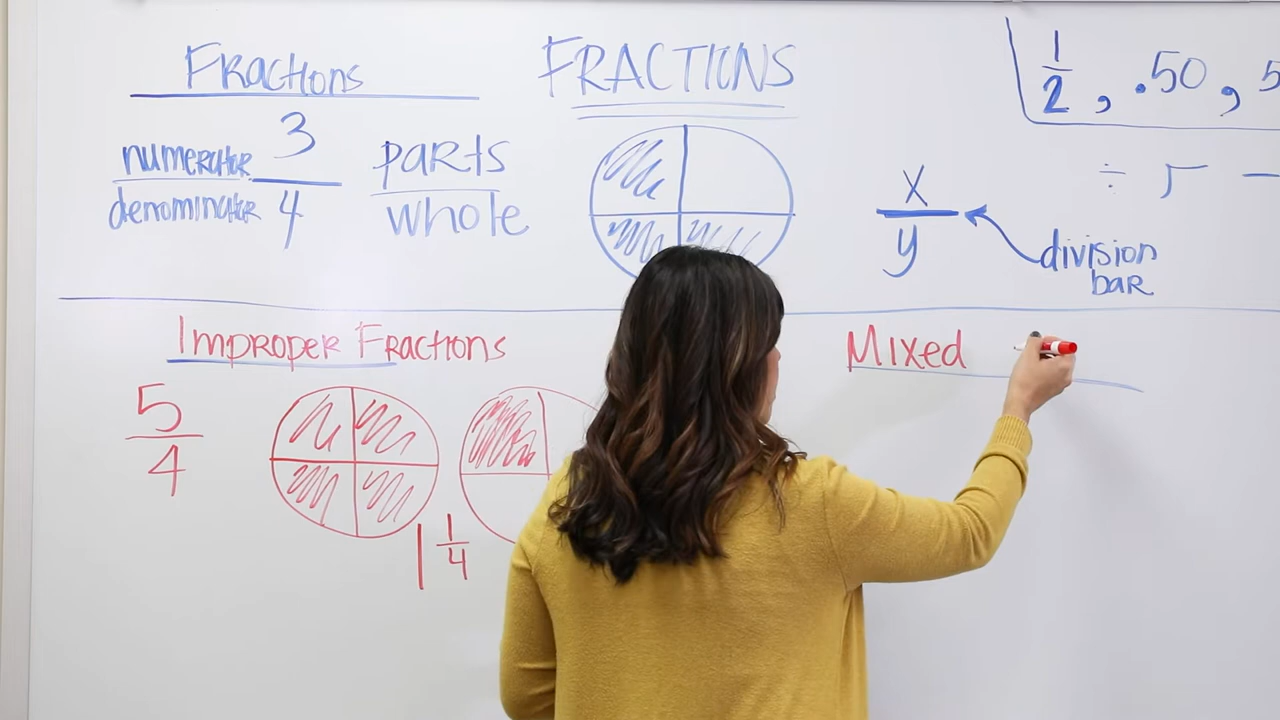 Fractions
numerator 3
denominator 4
parts
whole
FRACTIONS
x
y
division
bar
1
2 , .50 , 5
÷ 5 —
Improper Fractions
5
4
1 1
4
Mixed